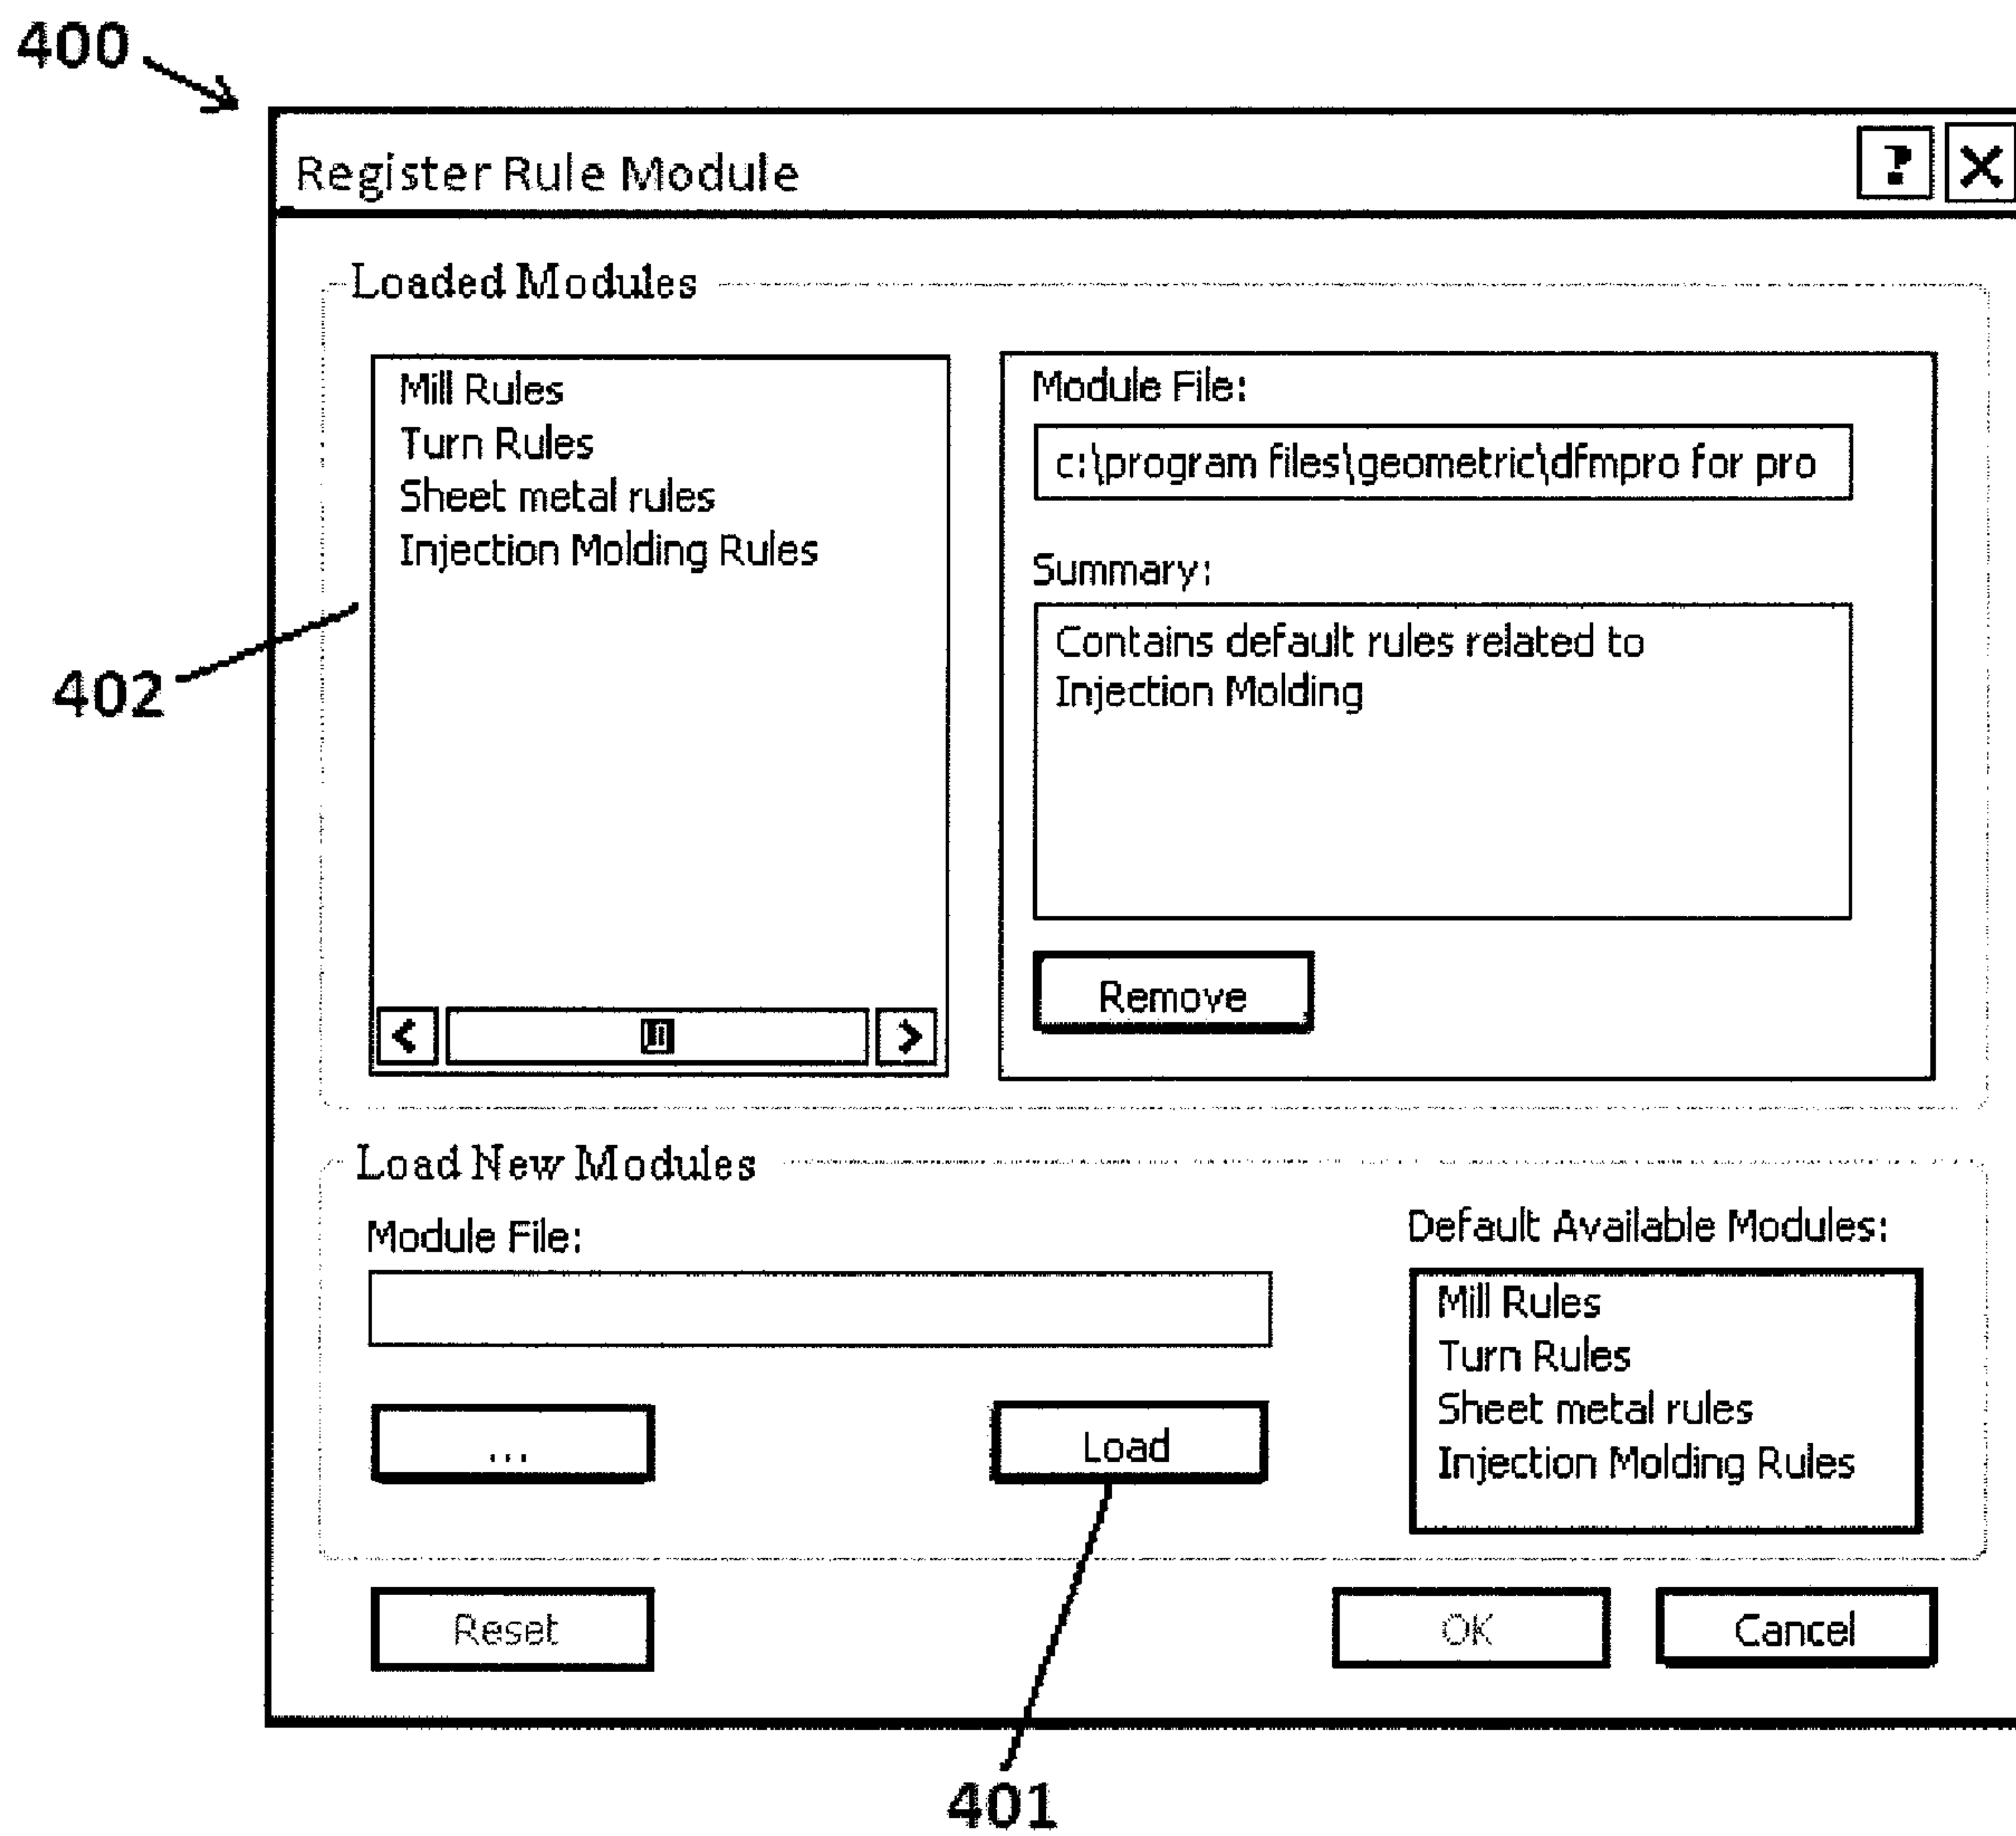 400
Register Rule Module
?
Loaded Modules
Mill Rules
Turn Rules
Sheet metal rules
Injection Molding Rules
Module File:
c:\program files\geometric\dfmpro for pro
Summary:
Contains default rules related to
Injection Molding
Remove
402
Load New Modules
Module File:
...
Load
Default Available Modules:
Mill Rules
Turn Rules
Sheet metal rules
Injection Molding Rules
Reset
OK
Cancel
401